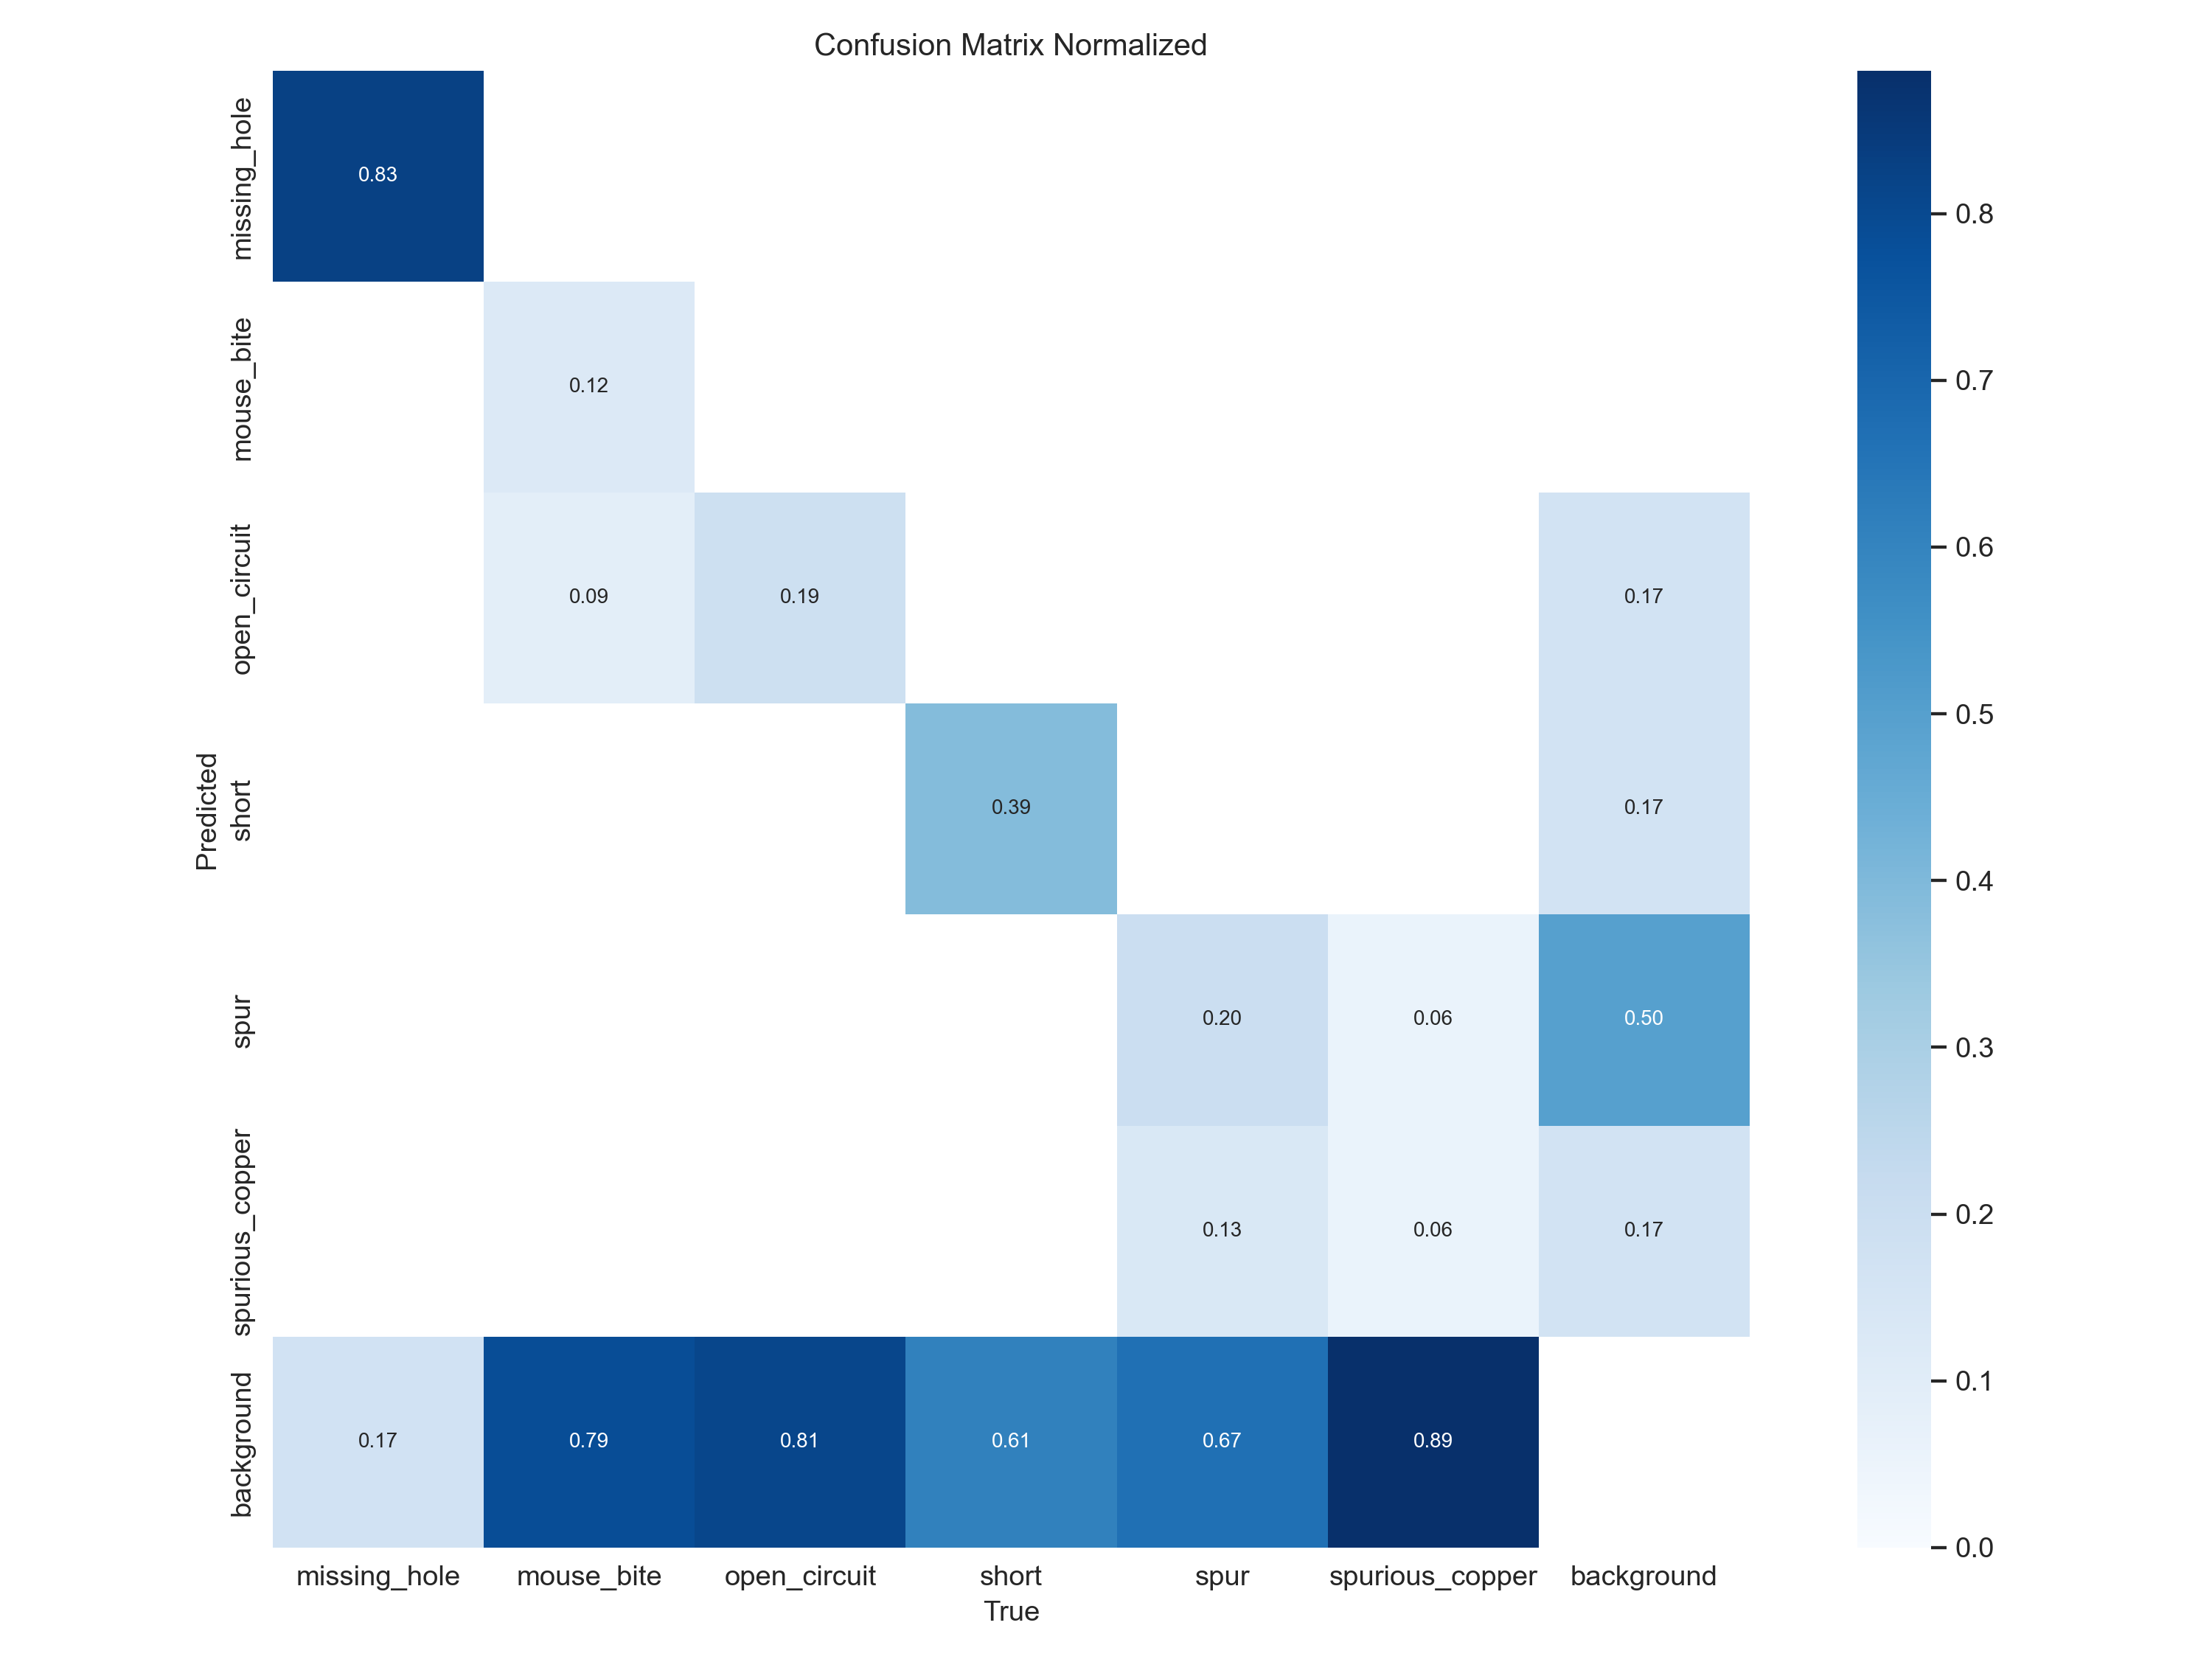 Confusion Matrix Normalized
Predicted
missing_hole
0.83
mouse_bite
0.12
open_circuit
0.09 0.19 0.17
short
0.39 0.17
spur
0.20 0.06 0.50
spurious_copper
0.13 0.06 0.17
background
0.17 0.79 0.81 0.61 0.67 0.89
missing_hole mouse_bite open_circuit short spur spurious_copper background
True
0.8
0.7
0.6
0.5
0.4
0.3
0.2
0.1
0.0